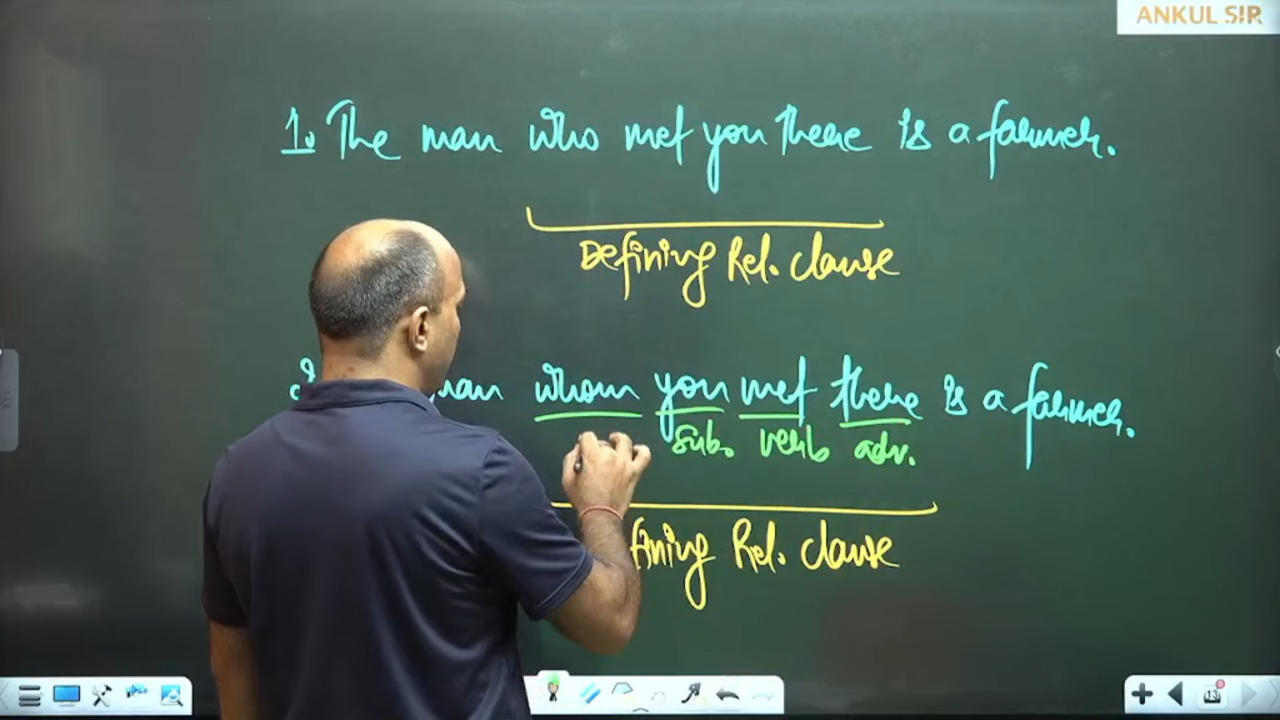 ANKUL SIR
1. The man who met you there is a farmer.
Defining Rel. clause
man whom you met there is a farmer.
Sub. verb adv.
fining Rel. clause
13